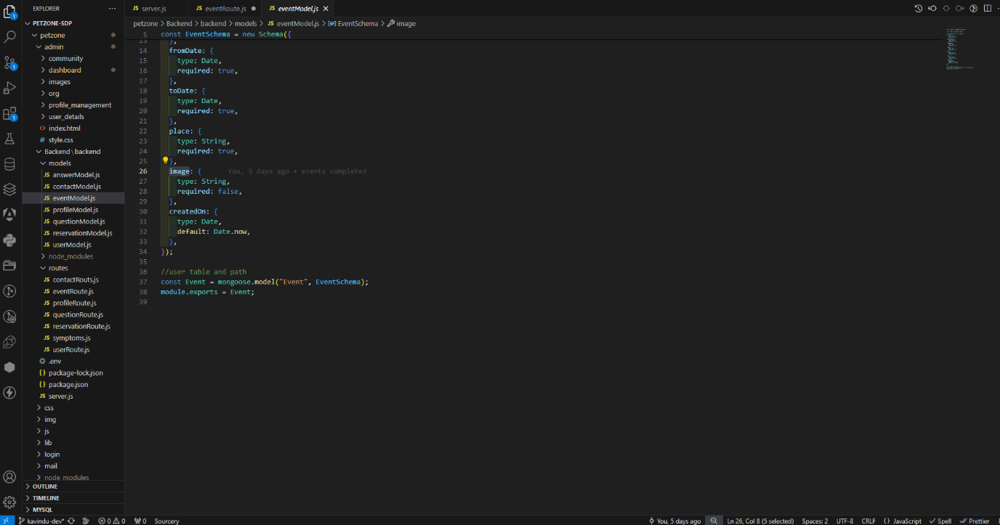 EXPLORER ···
server.js
eventRoute.js
eventModel.js
PETZONE-SDP
petzone > Backend > backend > models > JS eventModel.js > EventSchema > image
petzone
admin
community
dashboard
images
org
profile_management
user_details
index.html
style.css
Backend\backend
models
answerModel.js
contactModel.js
eventModel.js
profileModel.js
questionModel.js
reservationModel.js
userModel.js
node_modules
routes
contactRouts.js
eventRoute.js
profileRoute.js
questionRoute.js
reservationRoute.js
symptoms.js
userRoute.js
.env
package-lock.json
package.json
server.js
css
img
js
lib
login
mail
node_modules
OUTLINE
TIMELINE
MYSQL
5 const EventSchema = new Schema({
13 },
14 fromDate: {
15 type: Date,
16 required: true,
17 },
18 toDate: {
19 type: Date,
20 required: true,
21 },
22 place: {
23 type: String,
24 required: true,
25 },
26 image: { You, 5 days ago • events completed
27 type: String,
28 required: false,
29 },
30 createdOn: {
31 type: Date,
32 default: Date.now,
33 },
34 });
35
36 //user table and path
37 const Event = mongoose.model("Event", EventSchema);
38 module.exports = Event;
39
kavindu-dev* 0 0 0 Sourcery You, 5 days ago Ln 26, Col 8 (5 selected) Spaces: 2 UTF-8 CRLF {} JavaScript Spell Prettier